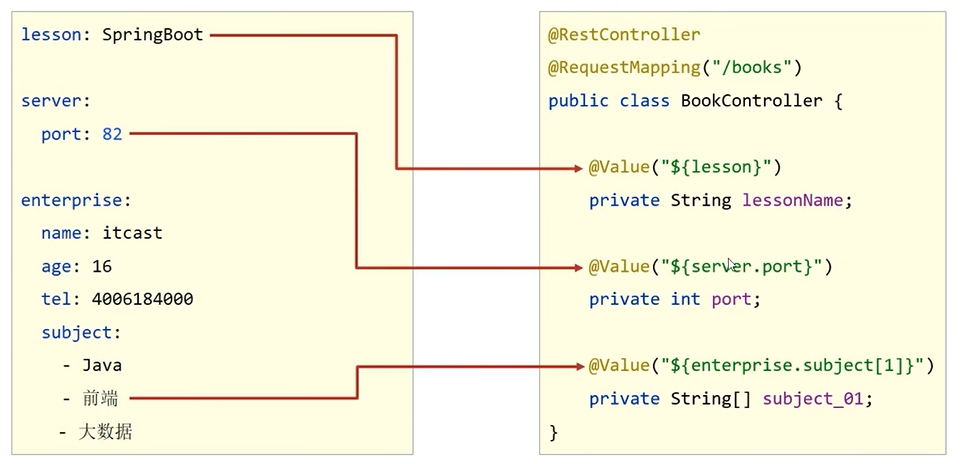 lesson: SpringBoot
server:
port: 82
enterprise:
name: itcast
age: 16
tel: 4006184000
subject:
- Java
- 前端
- 大数据
@RestController
@RequestMapping("/books")
public class BookController {
@Value("${lesson}")
private String lessonName;
@Value("${server.port}")
private int port;
@Value("${enterprise.subject[1]}")
private String[] subject_01;
}